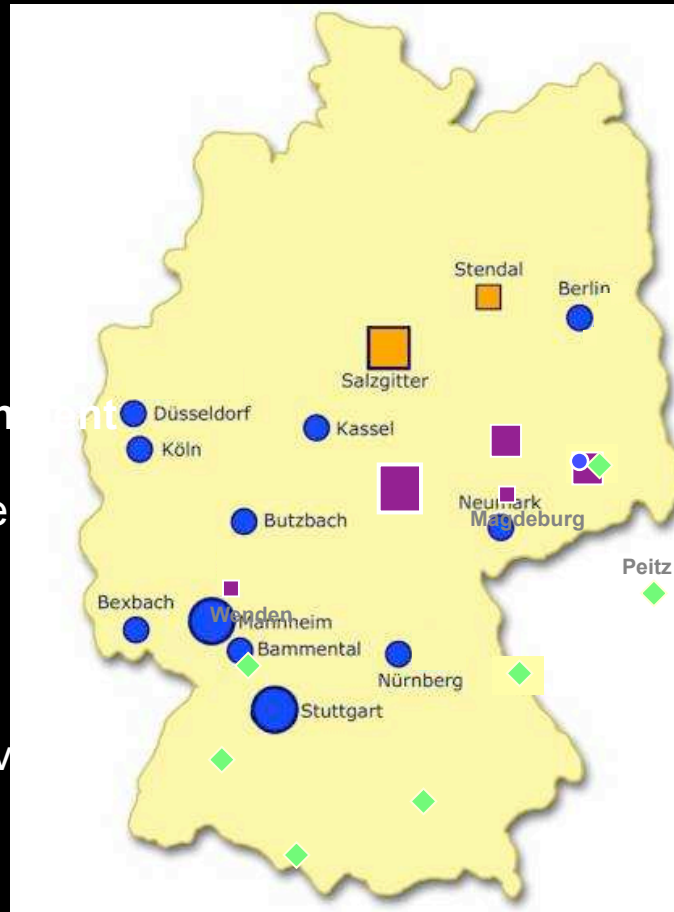 Stendal
Berlin
Salzgitter
Düsseldorf
Kassel
Köln
Neumark
Magdeburg
Butzbach
Peitz
Bexbach
Wenden
Mannheim
Bammental
Nürnberg
Stuttgart